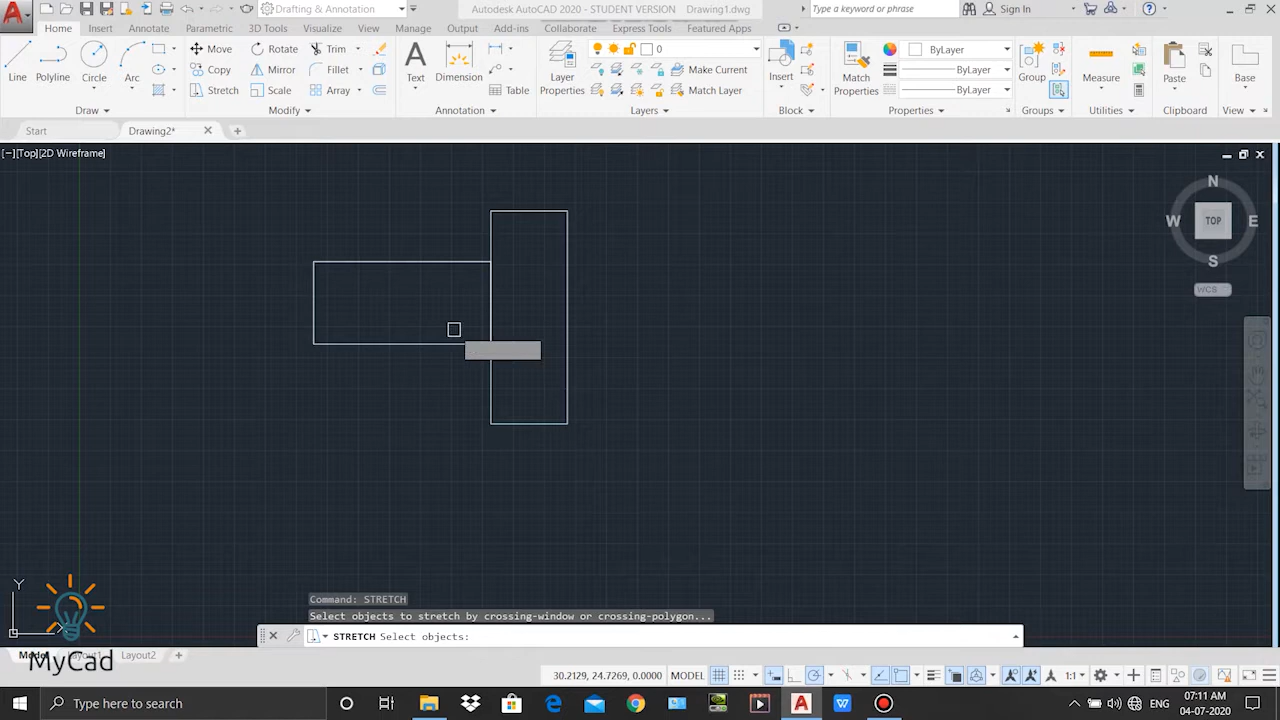 Drafting & Annotation
Autodesk AutoCAD 2020 - STUDENT VERSION Drawing1.dwg
Type a keyword or phrase
Sign In
Home Insert Annotate Parametric 3D Tools Visualize View Manage Output Add-ins Collaborate Express Tools Featured Apps
Line Polyline Circle Arc
Move Rotate Trim
Copy Mirror Fillet
Stretch Scale Array
Text Dimension Table
Layer Properties
0
Make Current
Match Layer
Insert
Match Properties
ByLayer
ByLayer
ByLayer
Group Measure Paste Base
Draw Modify Annotation Layers Block Properties Groups Utilities Clipboard View
Start Drawing2*
[−][Top][2D Wireframe]
N
W TOP E
S
WCS
Y
Command: STRETCH
Select objects to stretch by crossing-window or crossing-polygon...
STRETCH Select objects:
MyCad
Layout2
MODEL
1:1
Type here to search
ENG
07:11 AM
04-07-2020